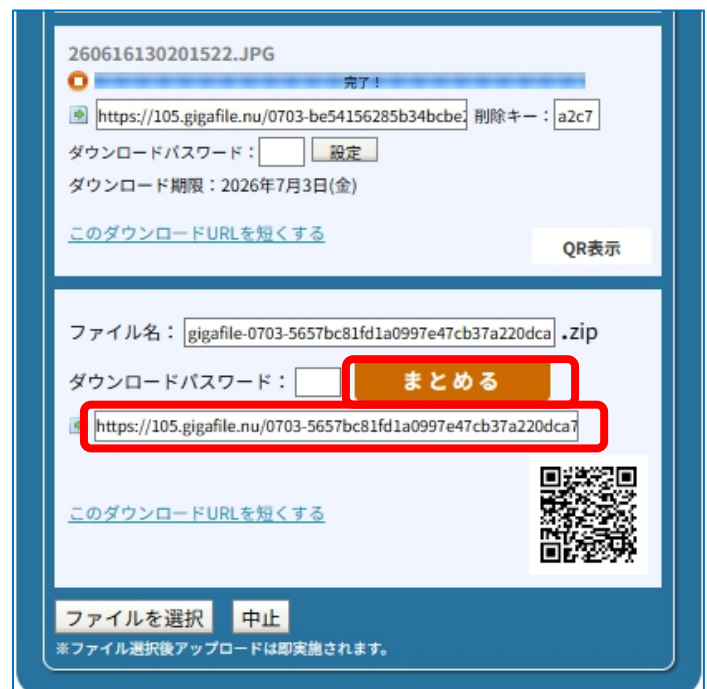 260616130201522.JPG
完了！
https://105.gigafile.nu/0703-be54156285b34bcbe 削除キー：a2c7
ダウンロードパスワード： 設定
ダウンロード期限：2026年7月3日(金)
このダウンロードURLを短くする
QR表示
ファイル名： gigafile-0703-5657bc81fd1a0997e47cb37a220dca .zip
ダウンロードパスワード： まとめる
https://105.gigafile.nu/0703-5657bc81fd1a0997e47cb37a220dca7
このダウンロードURLを短くする
ファイルを選択 中止
※ファイル選択後アップロードは即実施されます。